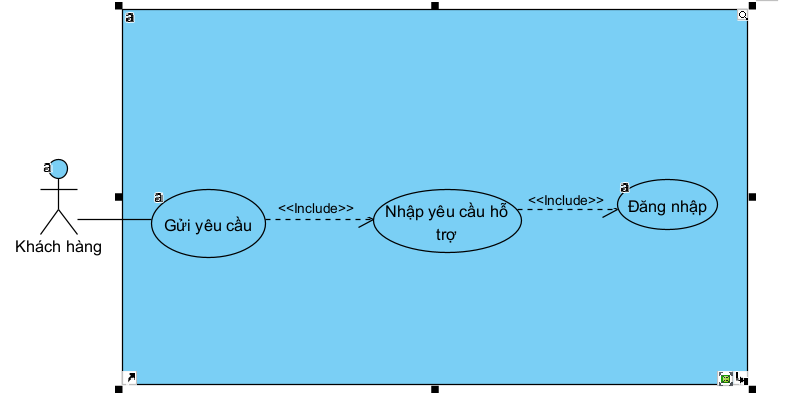 a
a
Khách hàng
a
Gửi yêu cầu
<<Include>>
Nhập yêu cầu hỗ
trợ
<<Include>>
a
Đăng nhập